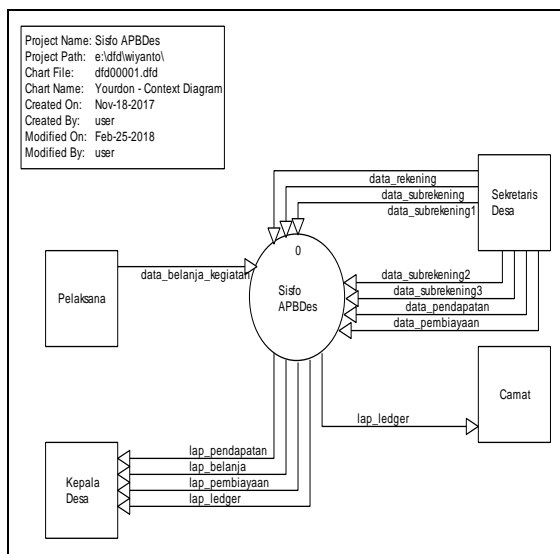 Project Name: Sisfo APBDes
Project Path: e:\dfd\wiyanto\
Chart File: dfd00001.dfd
Chart Name: Yourdon - Context Diagram
Created On: Nov-18-2017
Created By: user
Modified On: Feb-25-2018
Modified By: user
data_rekening
data_subrekening
data_subrekening1
Sekretaris
Desa
0
Sisfo
APBDes
Pelaksana
data_belanja_kegiatan
data_subrekening2
data_subrekening3
data_pendapatan
data_pembiayaan
Camat
lap_ledger
lap_pendapatan
lap_belanja
lap_pembiayaan
lap_ledger
Kepala
Desa